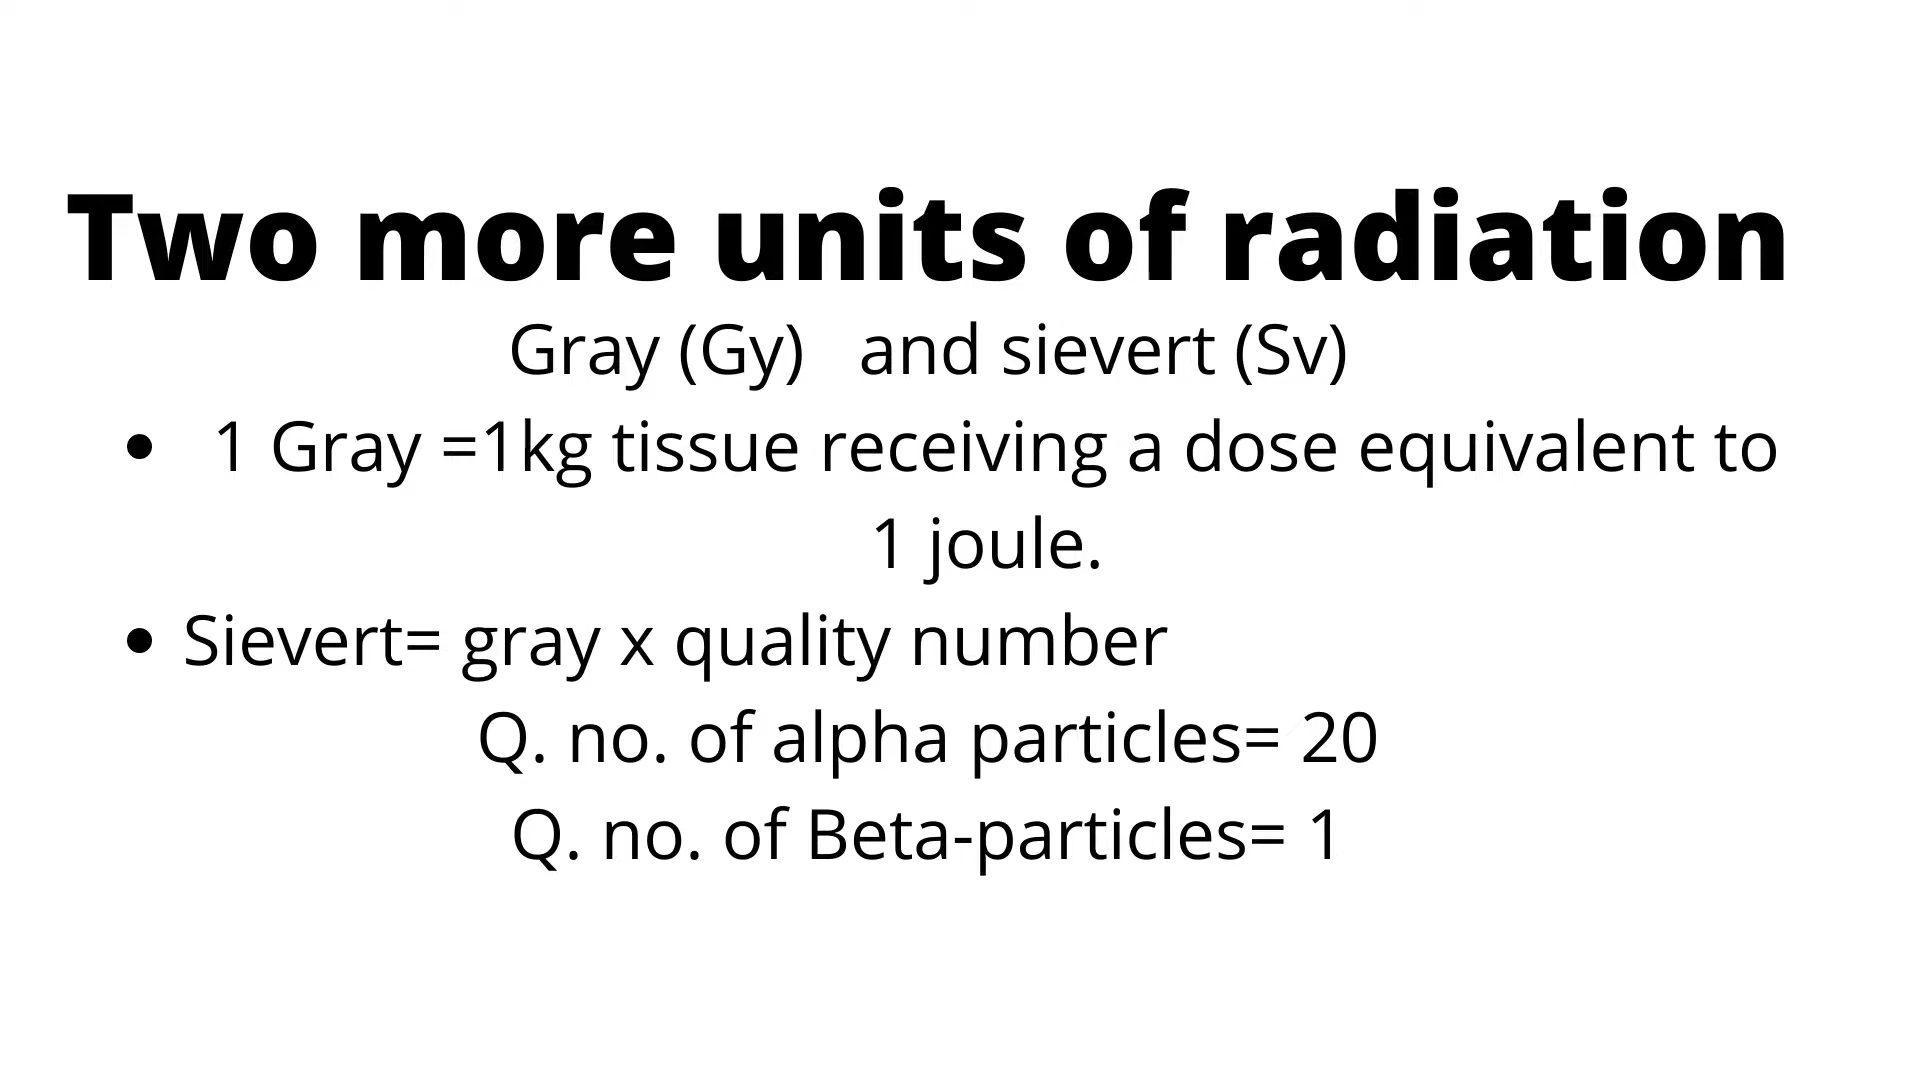 Two more units of radiation
Gray (Gy)   and sievert (Sv)
• 1 Gray =1kg tissue receiving a dose equivalent to
1 joule.
• Sievert= gray x quality number
Q. no. of alpha particles= 20
Q. no. of Beta-particles= 1